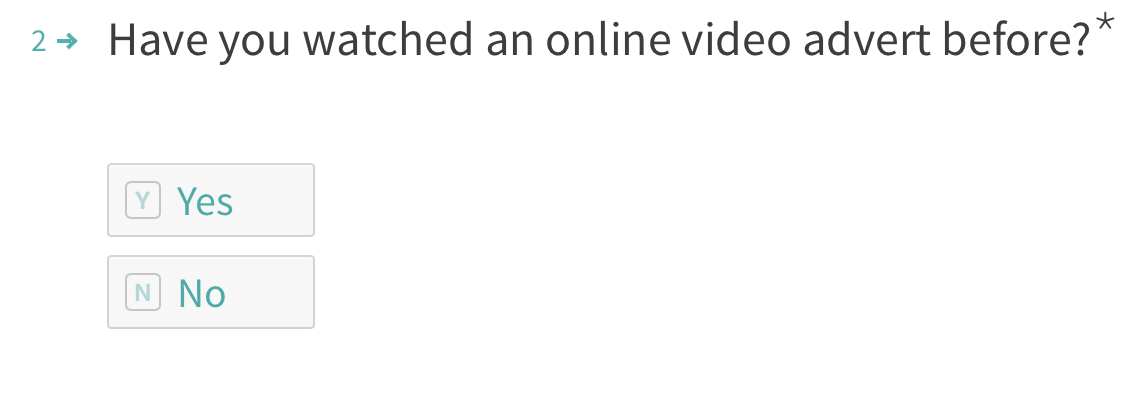 2 → Have you watched an online video advert before?*
Y Yes
N No